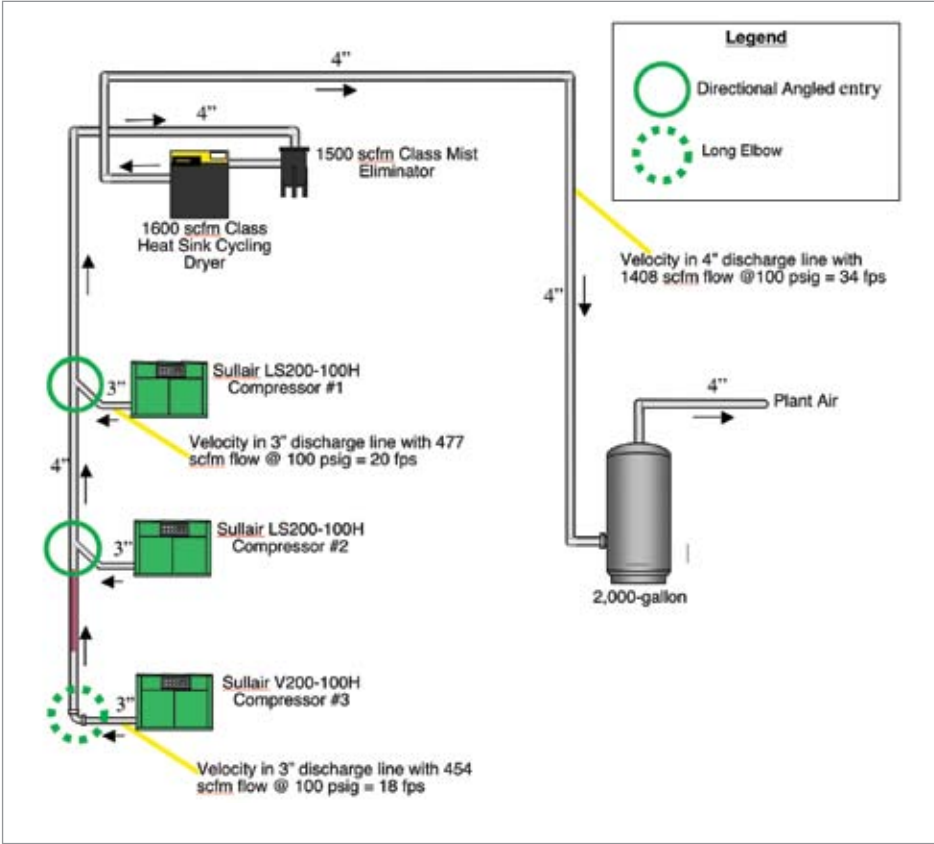 Legend
Directional Angled entry
Long Elbow
4"
4"
1500 scfm Class Mist
Eliminator
1600 scfm Class
Heat Sink Cycling
Dryer
Velocity in 4" discharge line with
1408 scfm flow @100 psig = 34 fps
4"
Sullair LS200-100H
Compressor #1
3"
Velocity in 3" discharge line with 477
scfm flow @ 100 psig = 20 fps
4"
Plant Air
4"
Sullair LS200-100H
Compressor #2
3"
2,000-gallon
Sullair V200-100H
Compressor #3
3"
Velocity in 3" discharge line with 454
scfm flow @ 100 psig = 18 fps